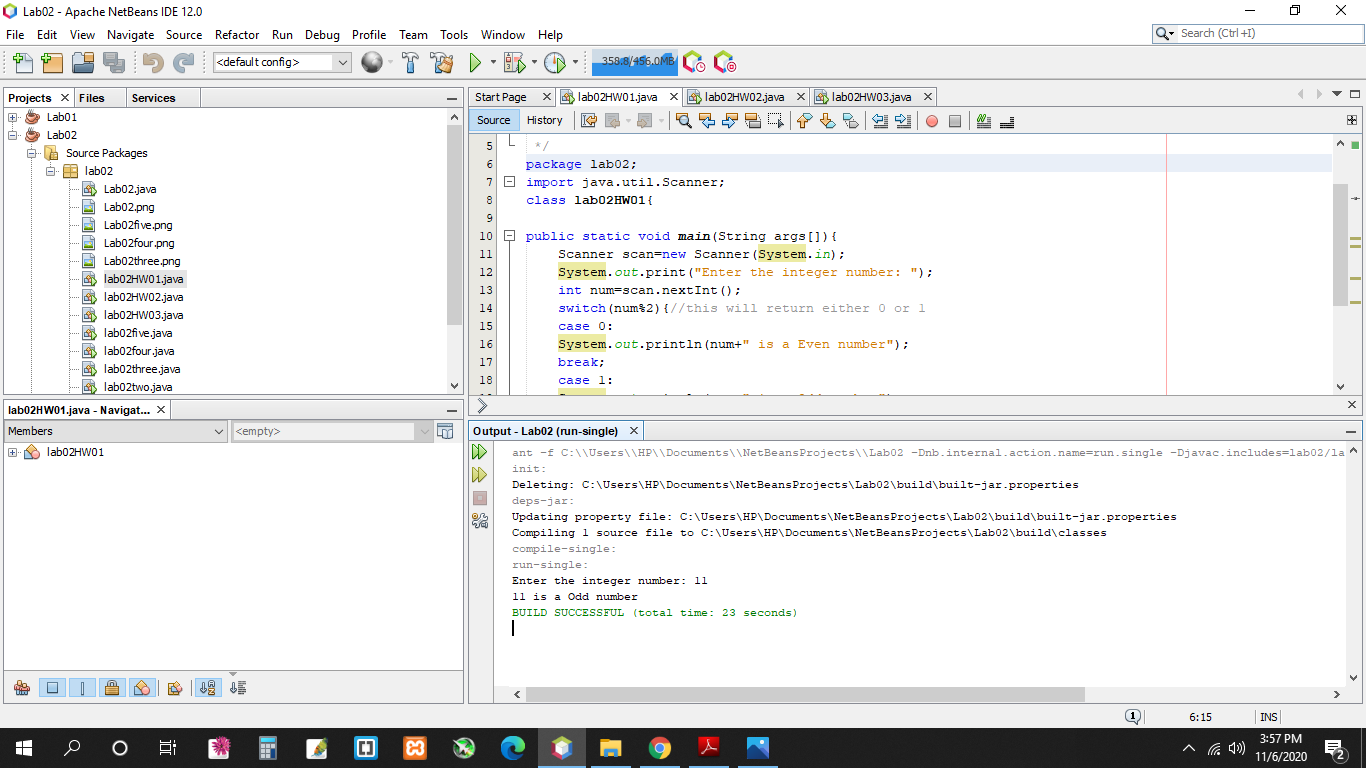 Lab02 - Apache NetBeans IDE 12.0
File Edit View Navigate Source Refactor Run Debug Profile Team Tools Window Help
Search (Ctrl+I)
<default config>
358.8/456.0MB
Projects Files Services
Lab01
Lab02
Source Packages
lab02
Lab02.java
Lab02.png
Lab02five.png
Lab02four.png
Lab02three.png
lab02HW01.java
lab02HW02.java
lab02HW03.java
lab02five.java
lab02four.java
lab02three.java
lab02two.java
lab02HW01.java - Navigat...
Members
<empty>
lab02HW01
Start Page lab02HW01.java lab02HW02.java lab02HW03.java
Source History
5 */
6 package lab02;
7 import java.util.Scanner;
8 class lab02HW01{
9
10 public static void main(String args[]){
11 Scanner scan=new Scanner(System.in);
12 System.out.print("Enter the integer number: ");
13 int num=scan.nextInt();
14 switch(num%2){//this will return either 0 or 1
15 case 0:
16 System.out.println(num+" is a Even number");
17 break;
18 case 1:
Output - Lab02 (run-single)
ant -f C:\\Users\\HP\\Documents\\NetBeansProjects\\Lab02 -Dnb.internal.action.name=run.single -Djavac.includes=lab02/la
init:
Deleting: C:\Users\HP\Documents\NetBeansProjects\Lab02\build\built-jar.properties
deps-jar:
Updating property file: C:\Users\HP\Documents\NetBeansProjects\Lab02\build\built-jar.properties
Compiling 1 source file to C:\Users\HP\Documents\NetBeansProjects\Lab02\build\classes
compile-single:
run-single:
Enter the integer number: 11
11 is a Odd number
BUILD SUCCESSFUL (total time: 23 seconds)
1
6:15 INS
3:57 PM
11/6/2020
2